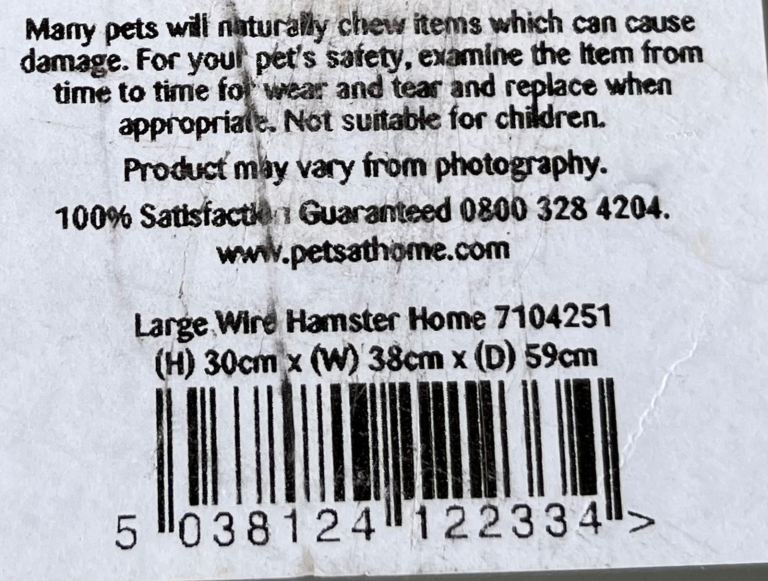 Many pets will naturally chew items which can cause
damage. For your pet's safety, examine the item from
time to time for wear and tear and replace when
appropriate. Not suitable for children.
Product may vary from photography.
100% Satisfaction Guaranteed 0800 328 4204.
www.petsathome.com
Large Wire Hamster Home 7104251
(H) 30cm x (W) 38cm x (D) 59cm
5 038124 122334 >